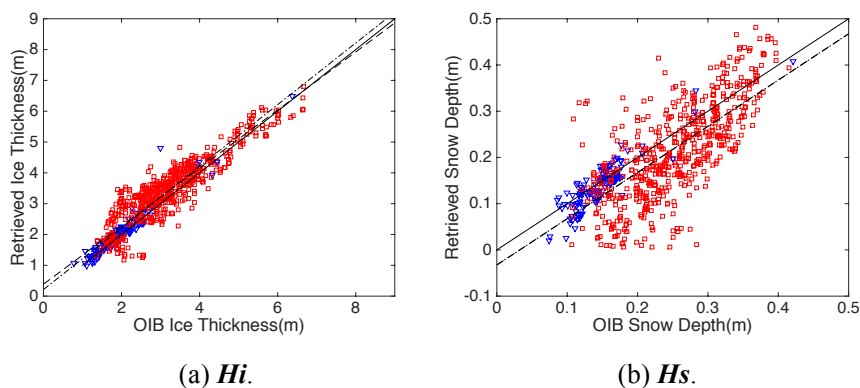 9
8
7
6
5
4
3
2
1
0
0 2 4 6 8
Retrieved Ice Thickness(m)
OIB Ice Thickness(m)
(a) Hi.
0.5
0.4
0.3
0.2
0.1
0
-0.1
0 0.1 0.2 0.3 0.4 0.5
Retrieved Snow Depth(m)
OIB Snow Depth(m)
(b) Hs.